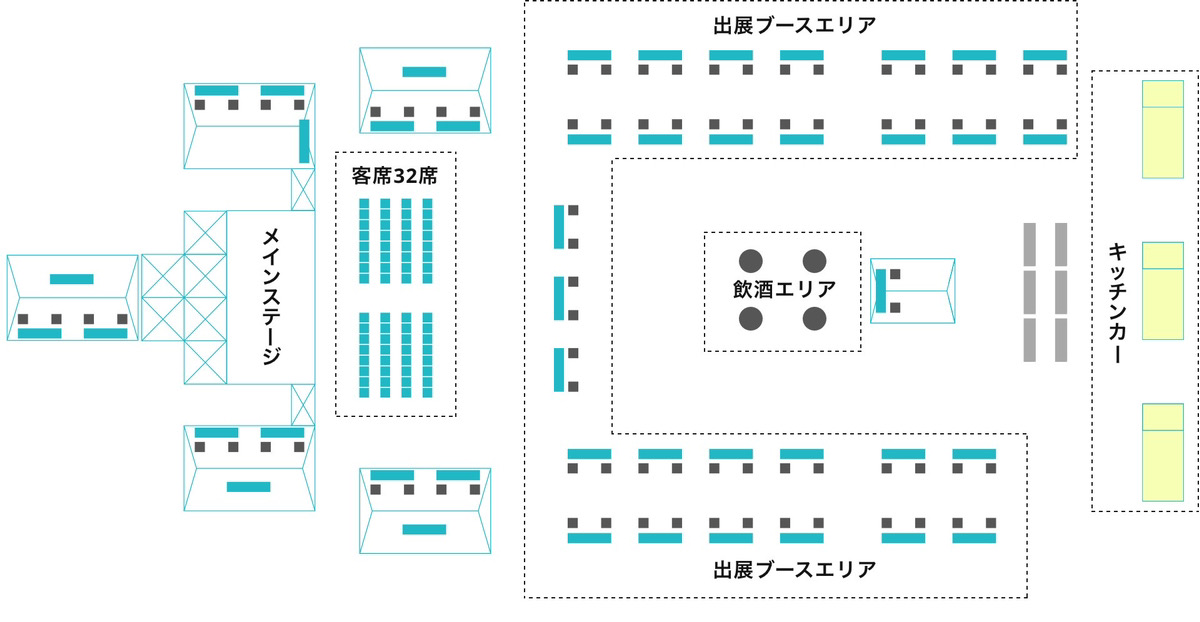 出展ブースエリア
客席32席
メインステージ
飲酒エリア
キッチンカー
出展ブースエリア